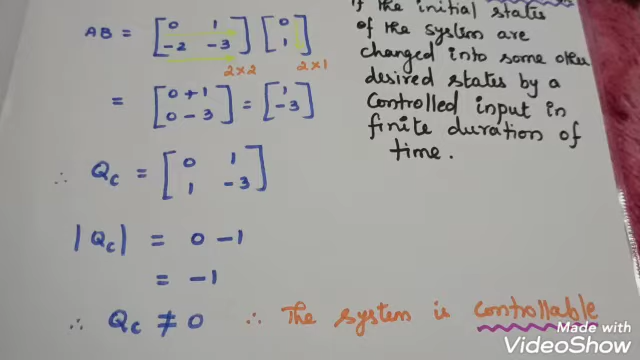 AB = [0 1 -2 -3] [0 1]
2×2 2×1
= [0+1 0-3] = [1 -3]
∴ Qc = [0 1 1 -3]
|Qc| = 0-1
= -1
∴ Qc ≠ 0 ∴ The system is controllable
if the initial states
of the system are
changed into some other
desired states by a
controlled input in
finite duration of
time.
Made with
VideoShow